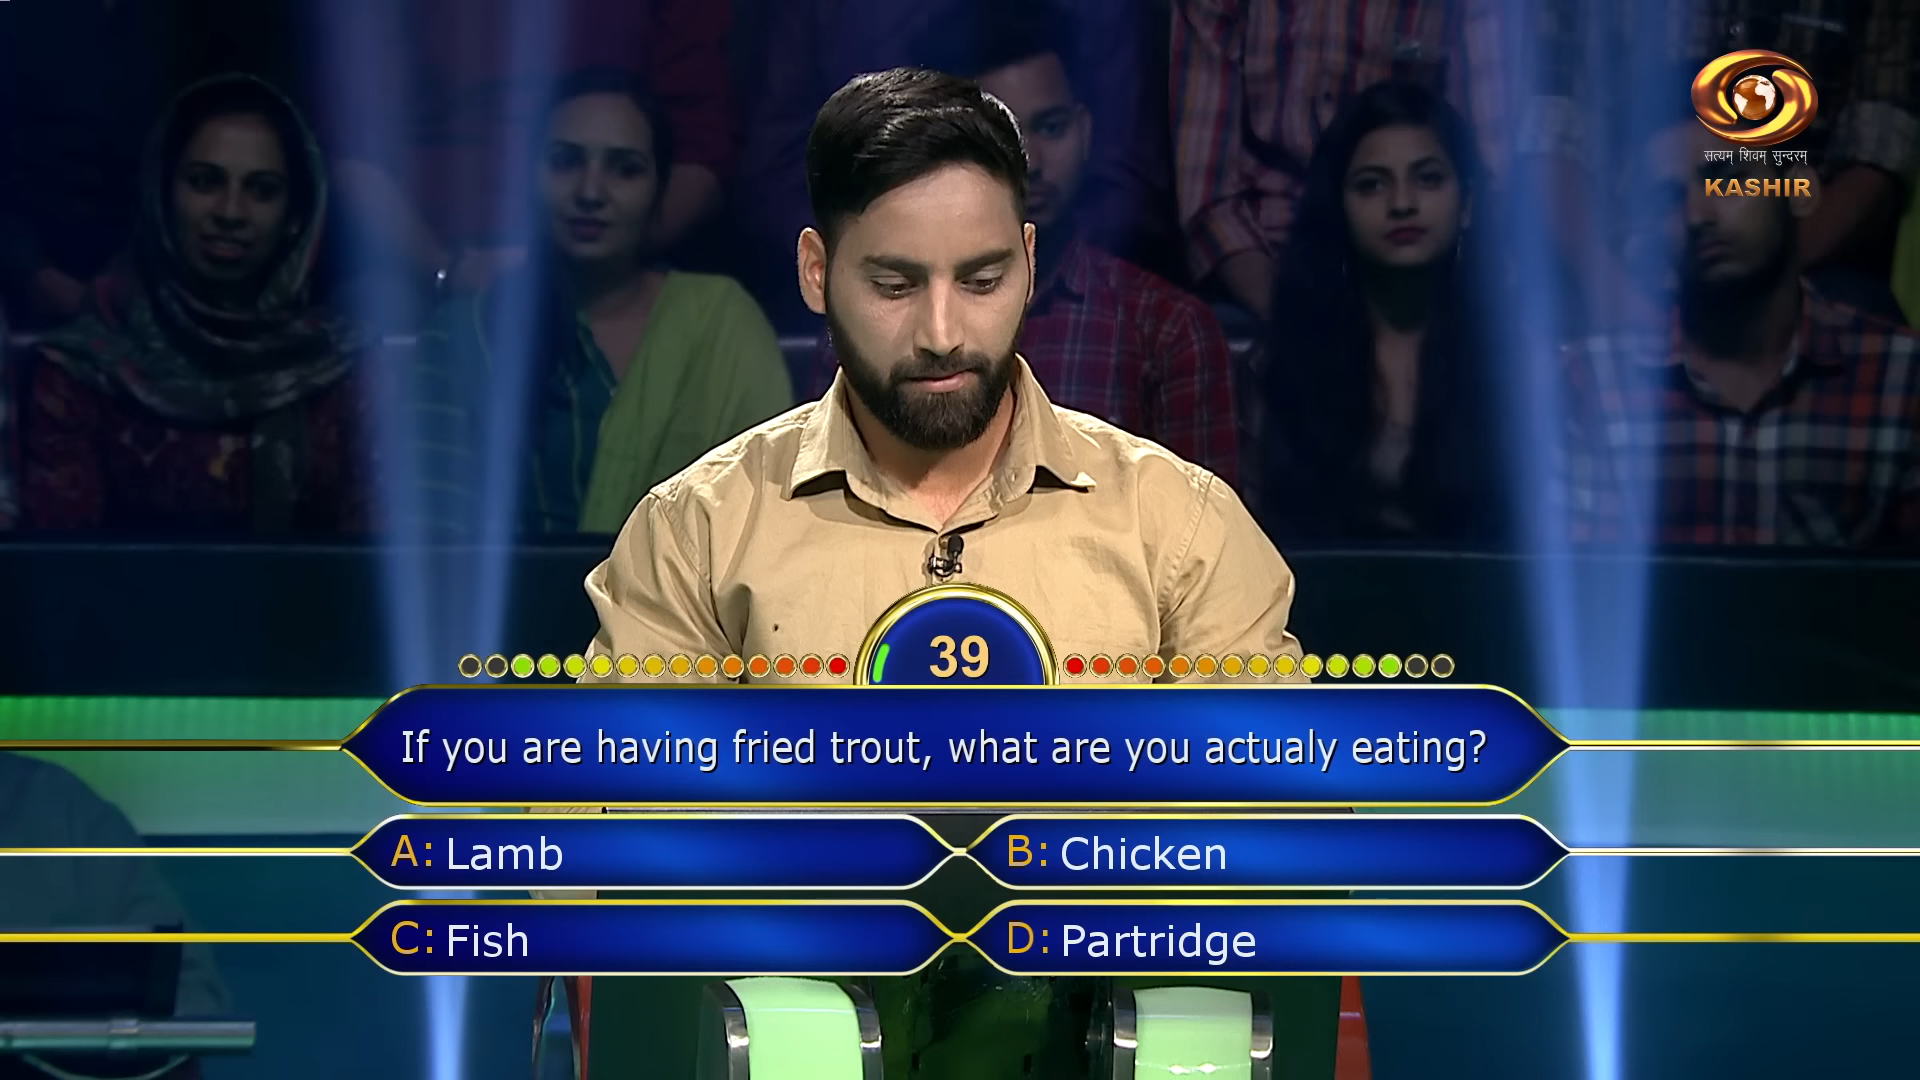 सत्यम् शिवम् सुन्दरम्
KASHIR
39
If you are having fried trout, what are you actualy eating?
A: Lamb
B: Chicken
C: Fish
D: Partridge